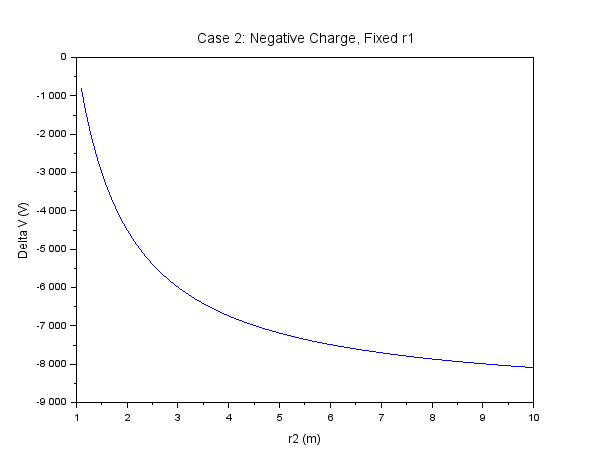 Case 2: Negative Charge, Fixed r1
0
-1 000
-2 000
-3 000
-4 000
-5 000
-6 000
-7 000
-8 000
-9 000
Delta V (V)
1 2 3 4 5 6 7 8 9 10
r2 (m)